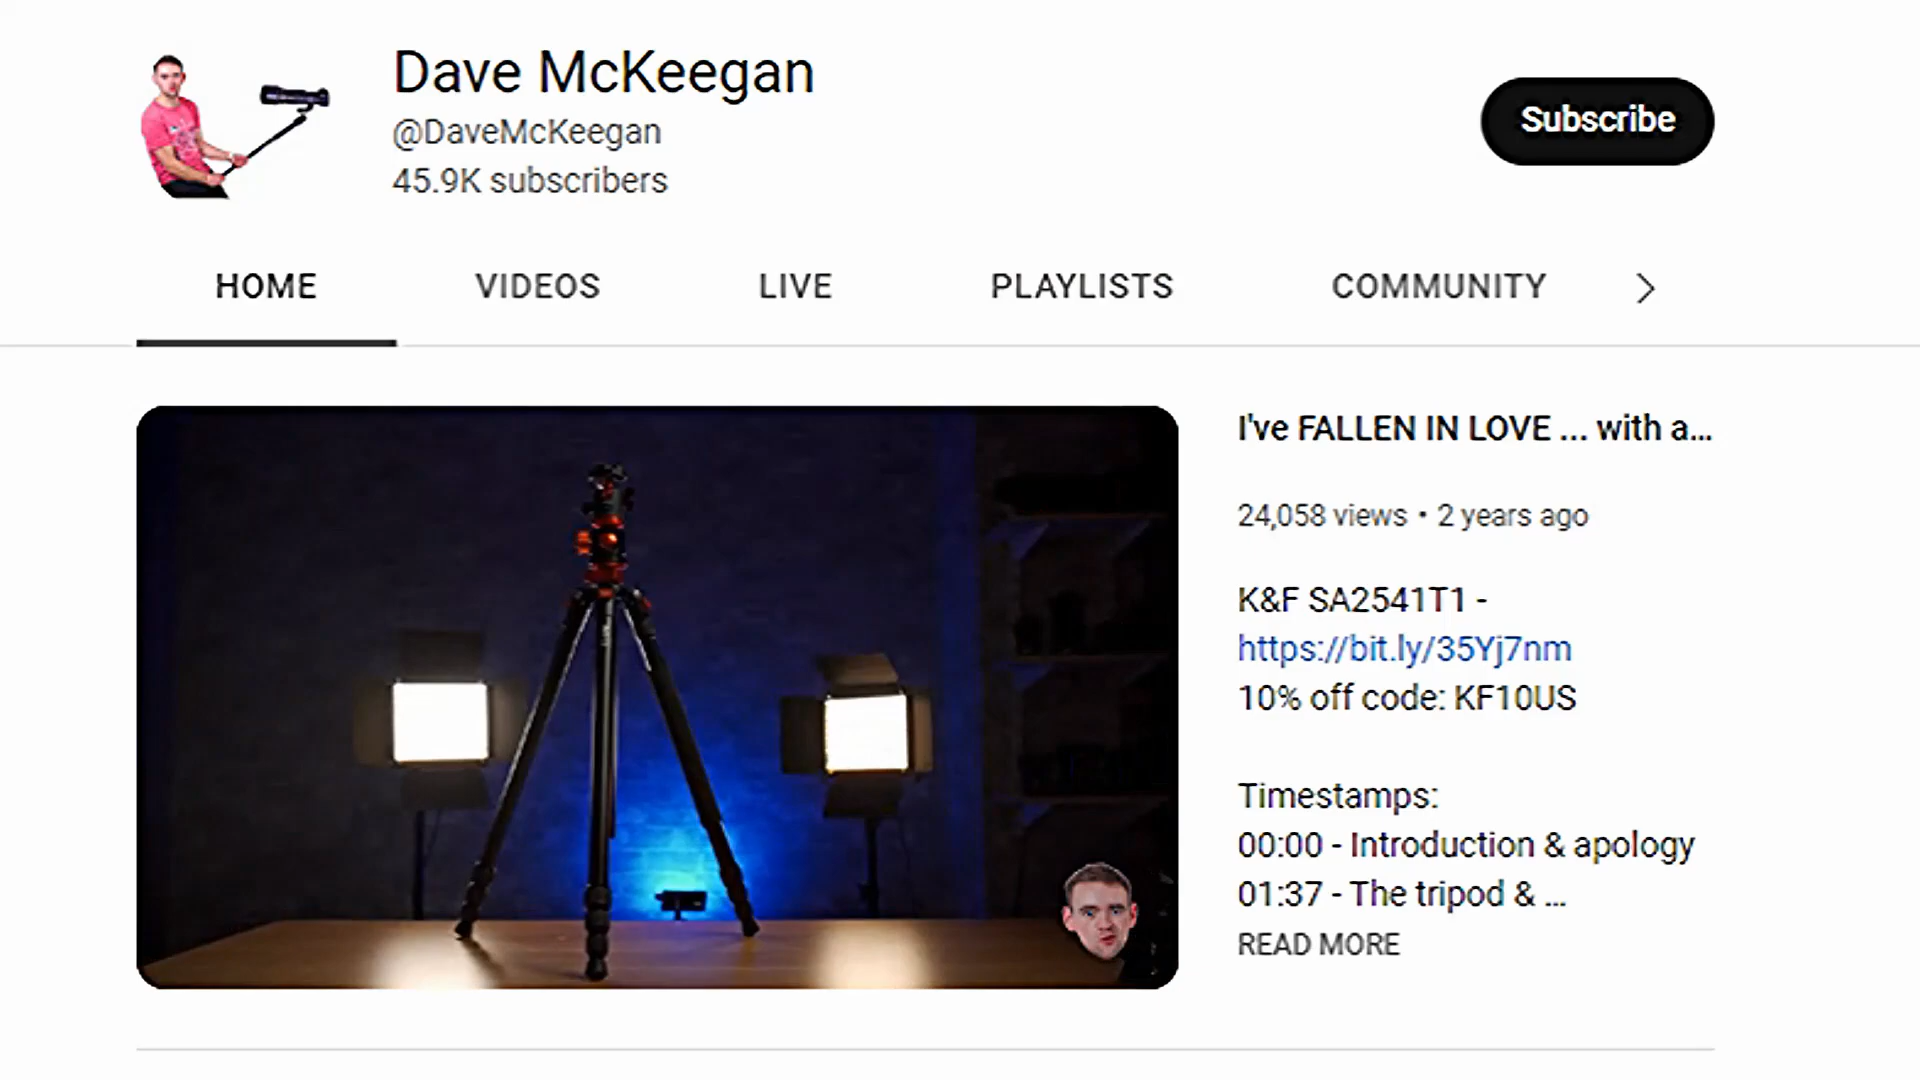 Dave McKeegan
@DaveMcKeegan
45.9K subscribers
Subscribe
HOME
VIDEOS
LIVE
PLAYLISTS
COMMUNITY
I've FALLEN IN LOVE ... with a...
24,058 views • 2 years ago
K&F SA2541T1 -
https://bit.ly/35Yj7nm
10% off code: KF10US
Timestamps:
00:00 - Introduction & apology
01:37 - The tripod & ...
READ MORE